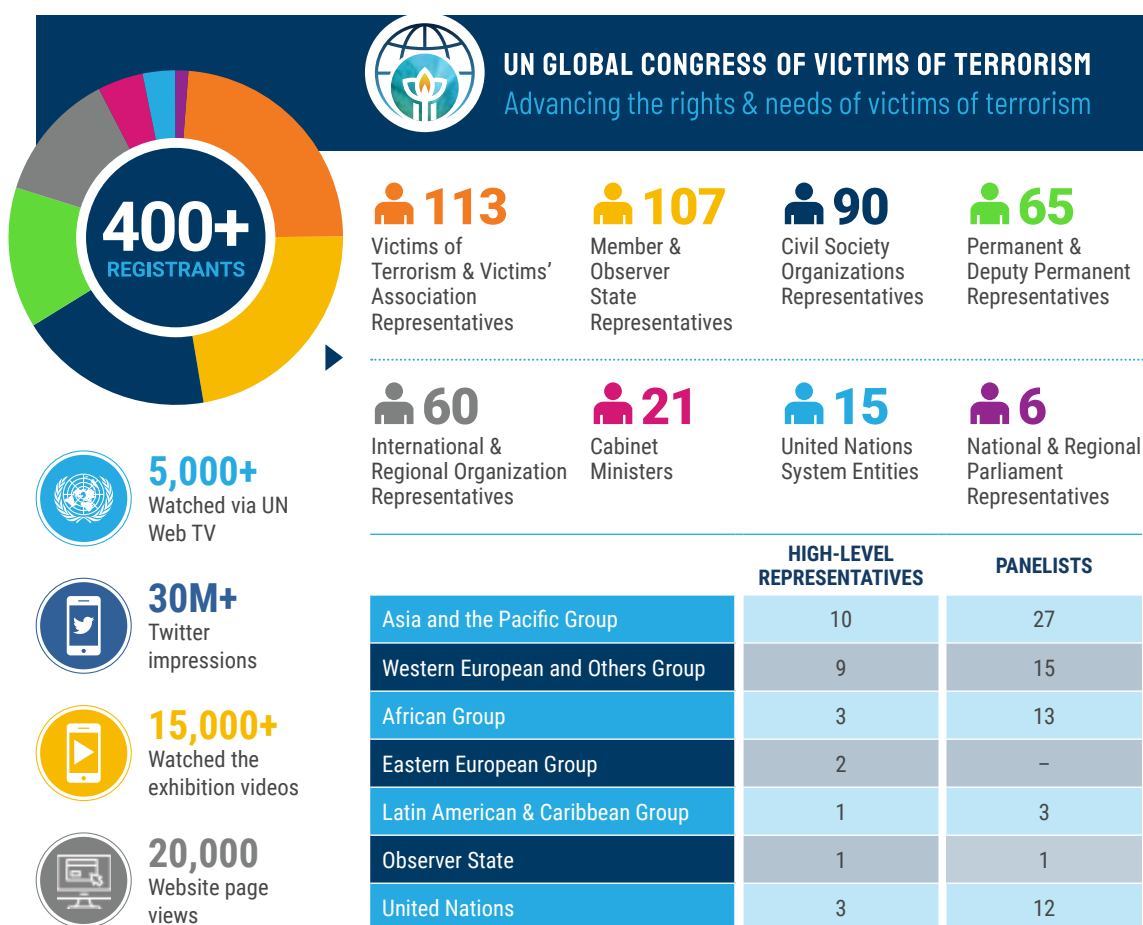 UN GLOBAL CONGRESS OF VICTIMS OF TERRORISM
Advancing the rights & needs of victims of terrorism
400+
REGISTRANTS
113
Victims of
Terrorism & Victims’
Association
Representatives
107
Member &
Observer
State
Representatives
90
Civil Society
Organizations
Representatives
65
Permanent &
Deputy Permanent
Representatives
60
International &
Regional Organization
Representatives
21
Cabinet
Ministers
15
United Nations
System Entities
6
National & Regional
Parliament
Representatives
5,000+
Watched via UN
Web TV
30M+
Twitter
impressions
15,000+
Watched the
exhibition videos
20,000
Website page
views
HIGH-LEVEL
REPRESENTATIVES
PANELISTS
Asia and the Pacific Group 10 27
Western European and Others Group 9 15
African Group 3 13
Eastern European Group 2 –
Latin American & Caribbean Group 1 3
Observer State 1 1
United Nations 3 12